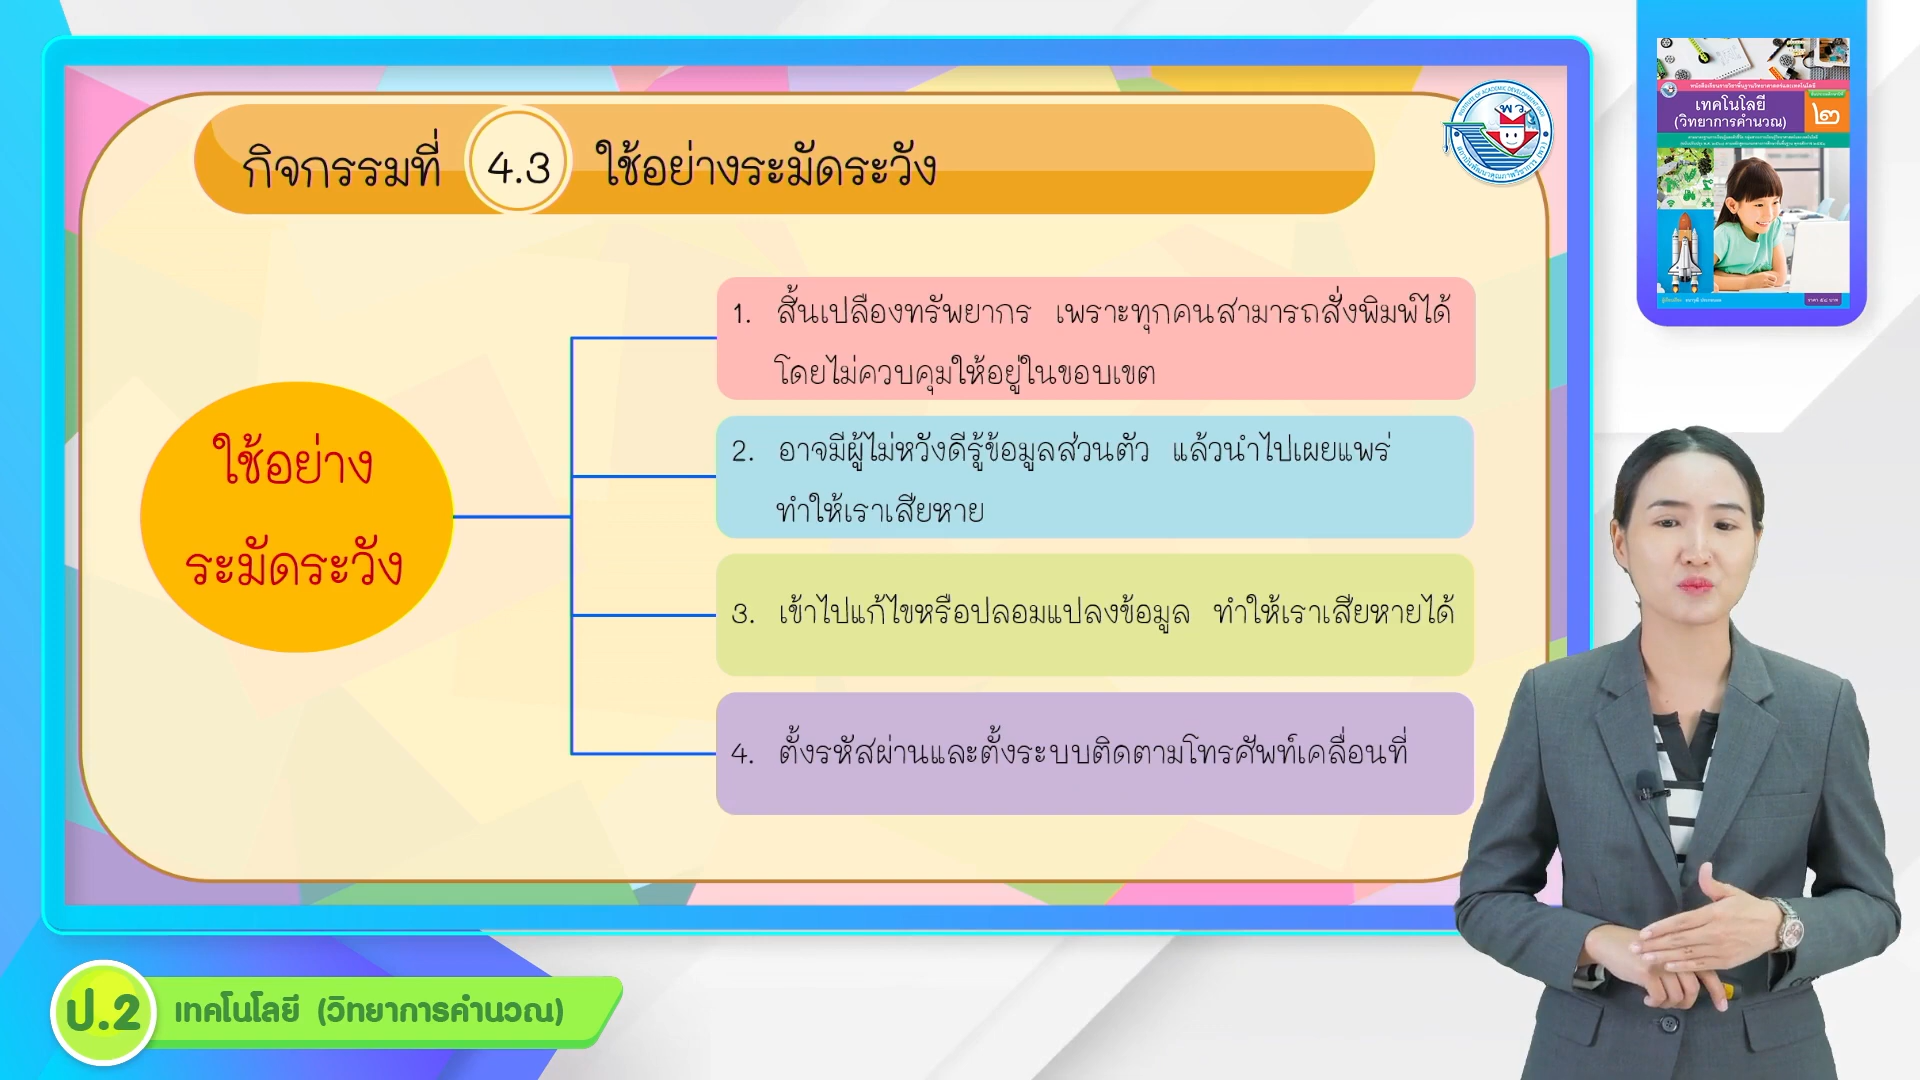 กิจกรรมที่ 4.3 ใช้อย่างระมัดระวัง
ใช้อย่าง
ระมัดระวัง
1. สิ้นเปลืองทรัพยากร เพราะทุกคนสามารถสั่งพิมพ์ได้
โดยไม่ควบคุมให้อยู่ในขอบเขต
2. อาจมีผู้ไม่หวังดีรู้ข้อมูลส่วนตัว แล้วนำไปเผยแพร่
ทำให้เราเสียหาย
3. เข้าไปแก้ไขหรือปลอมแปลงข้อมูล ทำให้เราเสียหายได้
4. ตั้งรหัสผ่านและตั้งระบบติดตามโทรศัพท์เคลื่อนที่
พว
เทคโนโลยี
(วิทยาการคำนวณ)
๒
ป.2 เทคโนโลยี (วิทยาการคำนวณ)